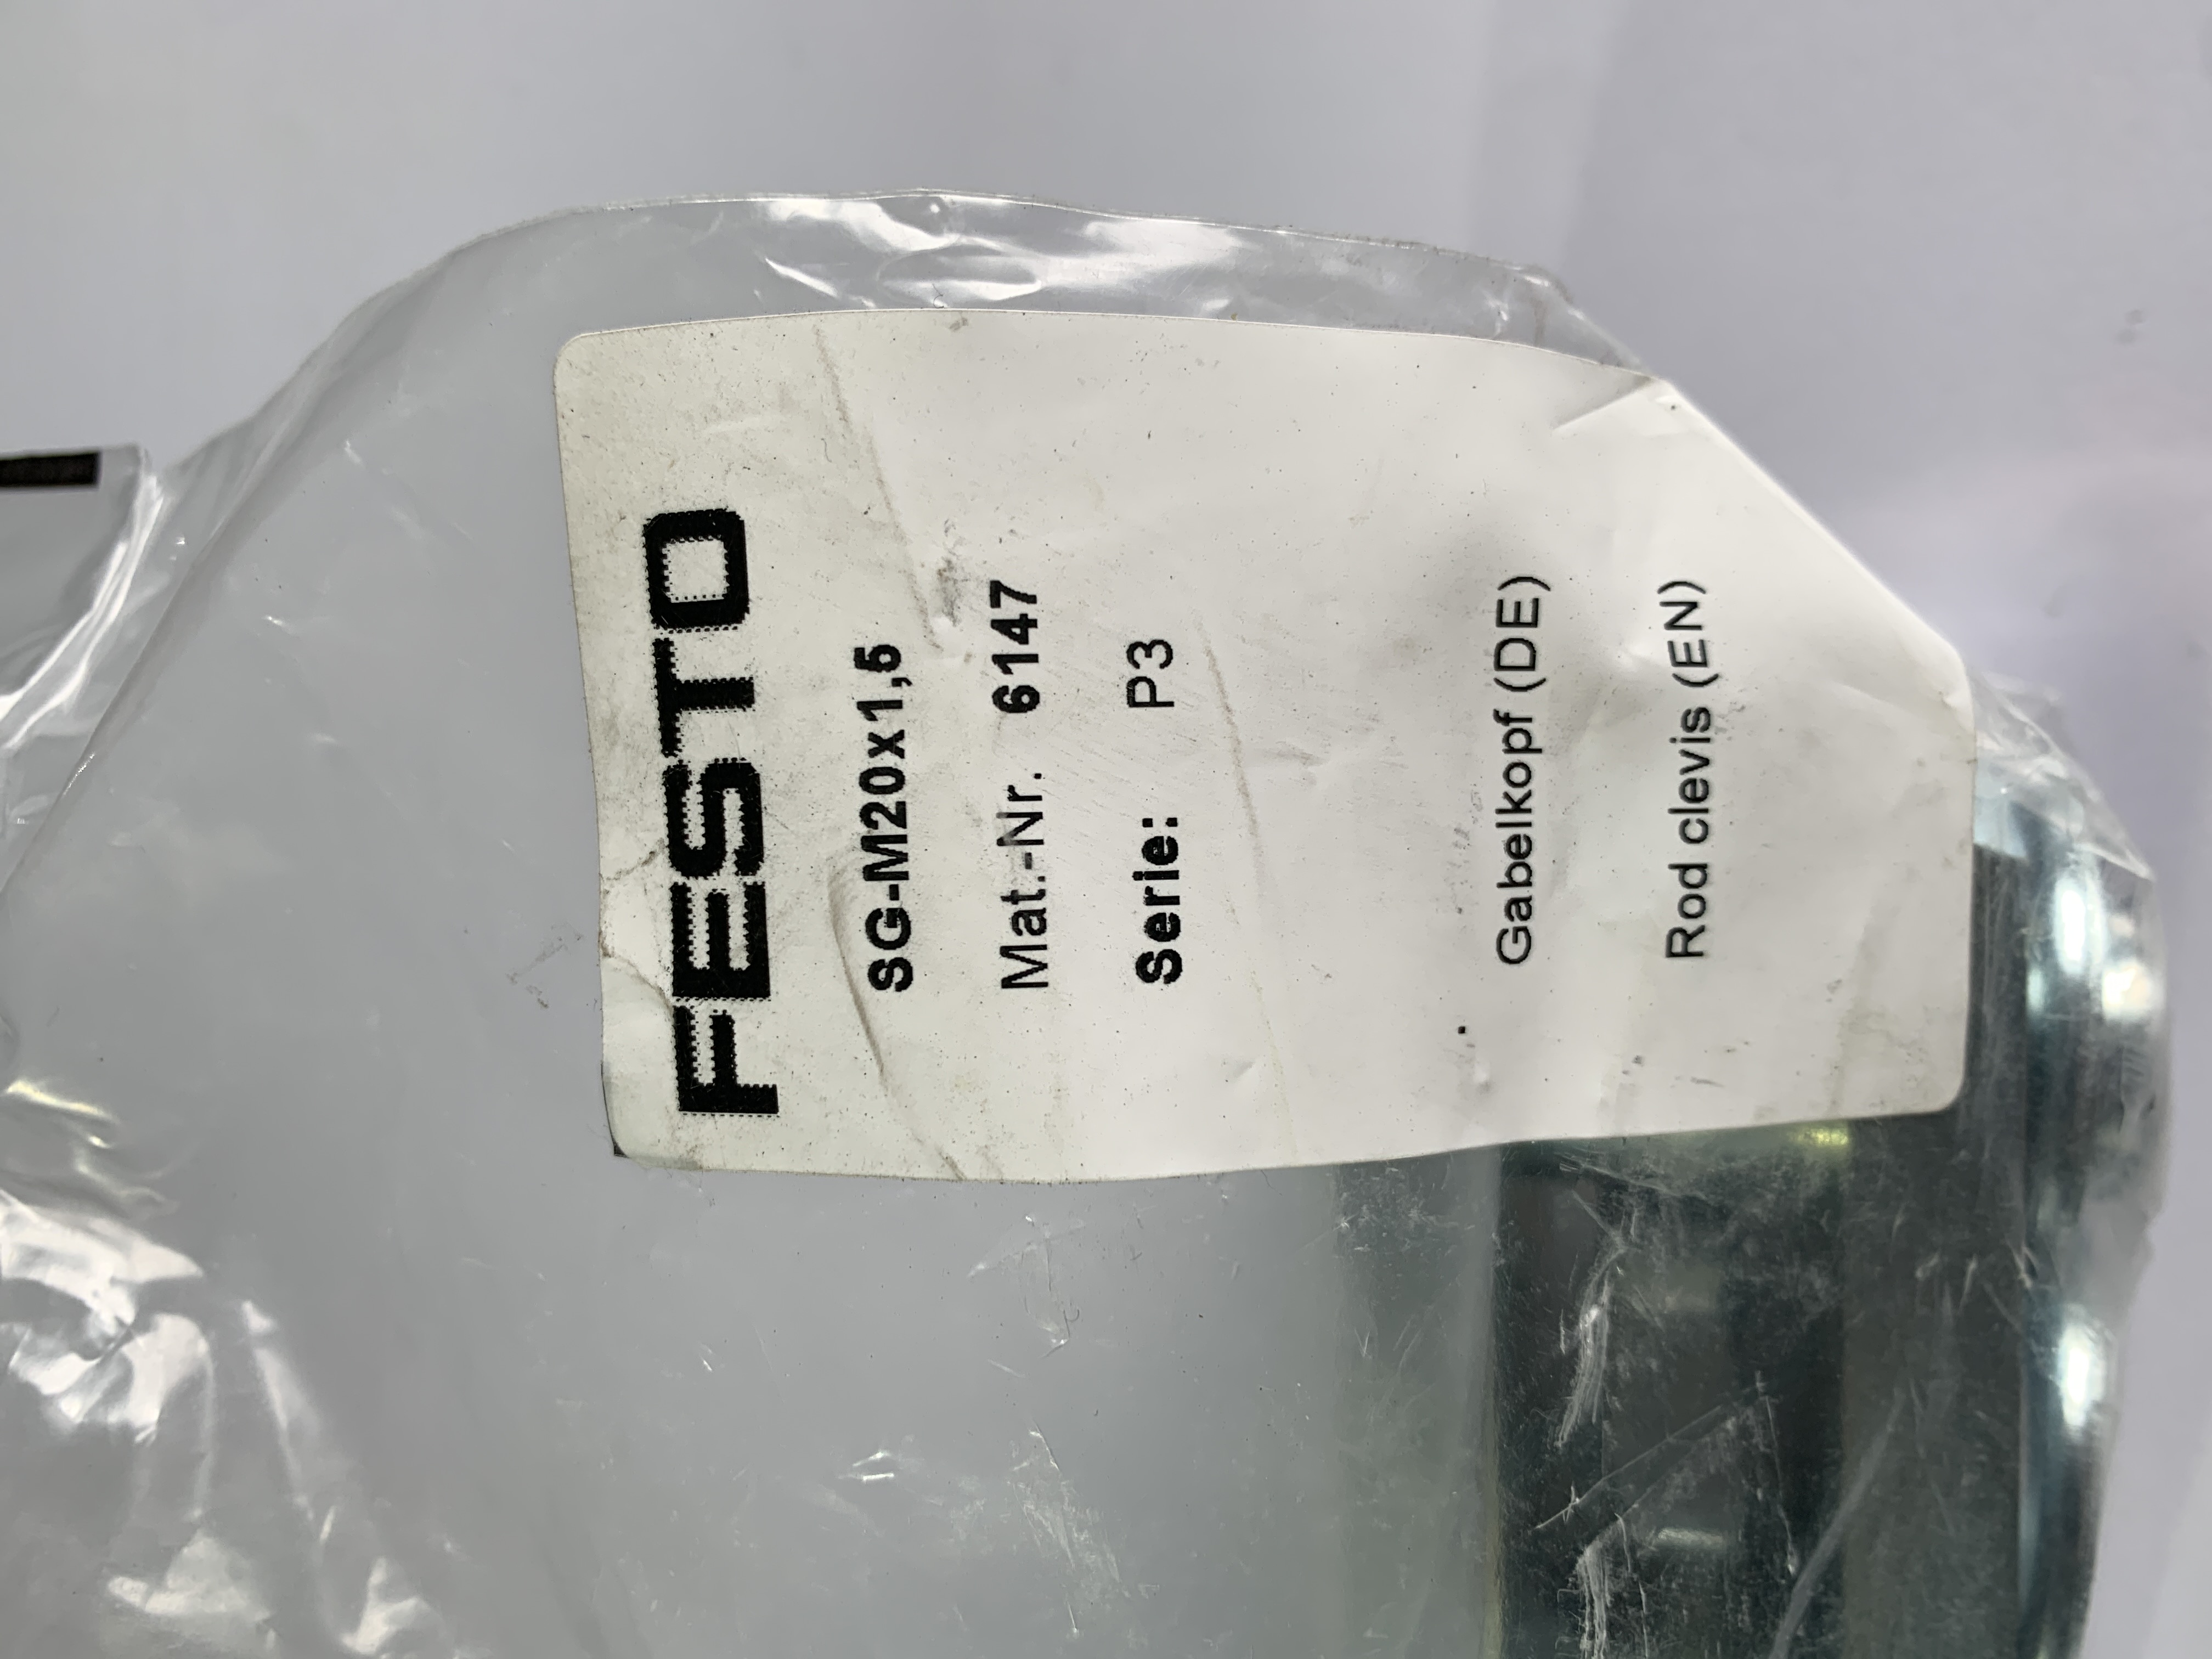 FESTO
SG-M20x1,5
Mat.-Nr. 6147
Serie: P3
Gabelkopf (DE)
Rod clevis (EN)